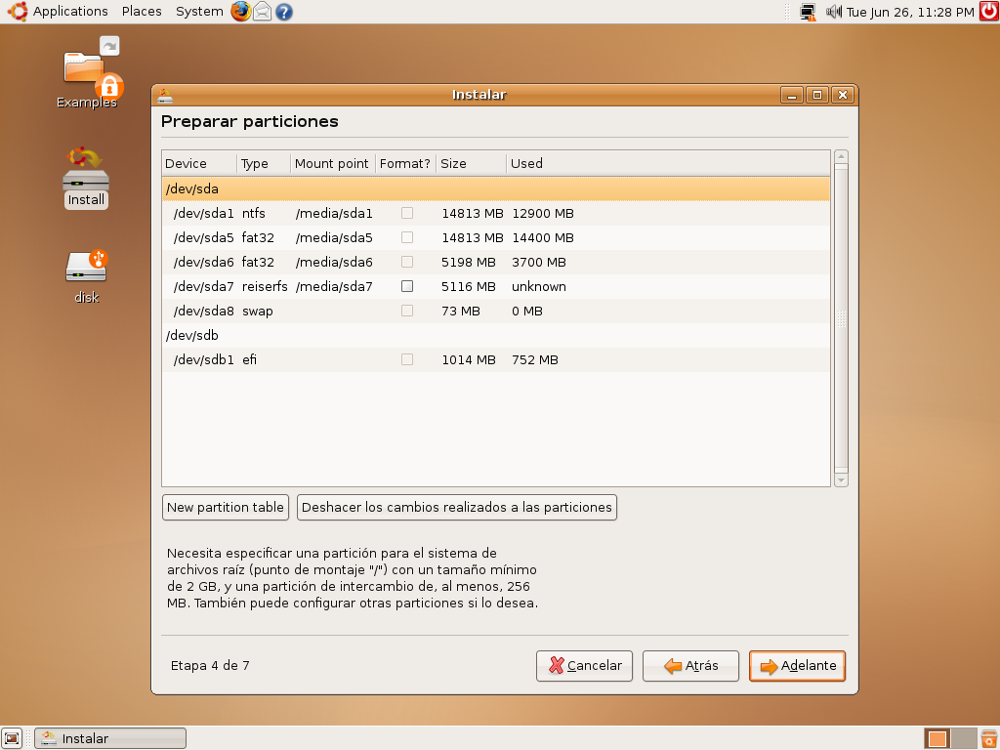 Applications Places System Tue Jun 26, 11:28 PM
Examples
Install
disk
Instalar
Preparar particiones
Device Type Mount point Format? Size Used
/dev/sda
/dev/sda1 ntfs /media/sda1 14813 MB 12900 MB
/dev/sda5 fat32 /media/sda5 14813 MB 14400 MB
/dev/sda6 fat32 /media/sda6 5198 MB 3700 MB
/dev/sda7 reiserfs /media/sda7 5116 MB unknown
/dev/sda8 swap 73 MB 0 MB
/dev/sdb
/dev/sdb1 efi 1014 MB 752 MB
New partition table Deshacer los cambios realizados a las particiones
Necesita especificar una partición para el sistema de
archivos raíz (punto de montaje "/") con un tamaño mínimo
de 2 GB, y una partición de intercambio de, al menos, 256
MB. También puede configurar otras particiones si lo desea.
Etapa 4 de 7 Cancelar Atrás Adelante
Instalar